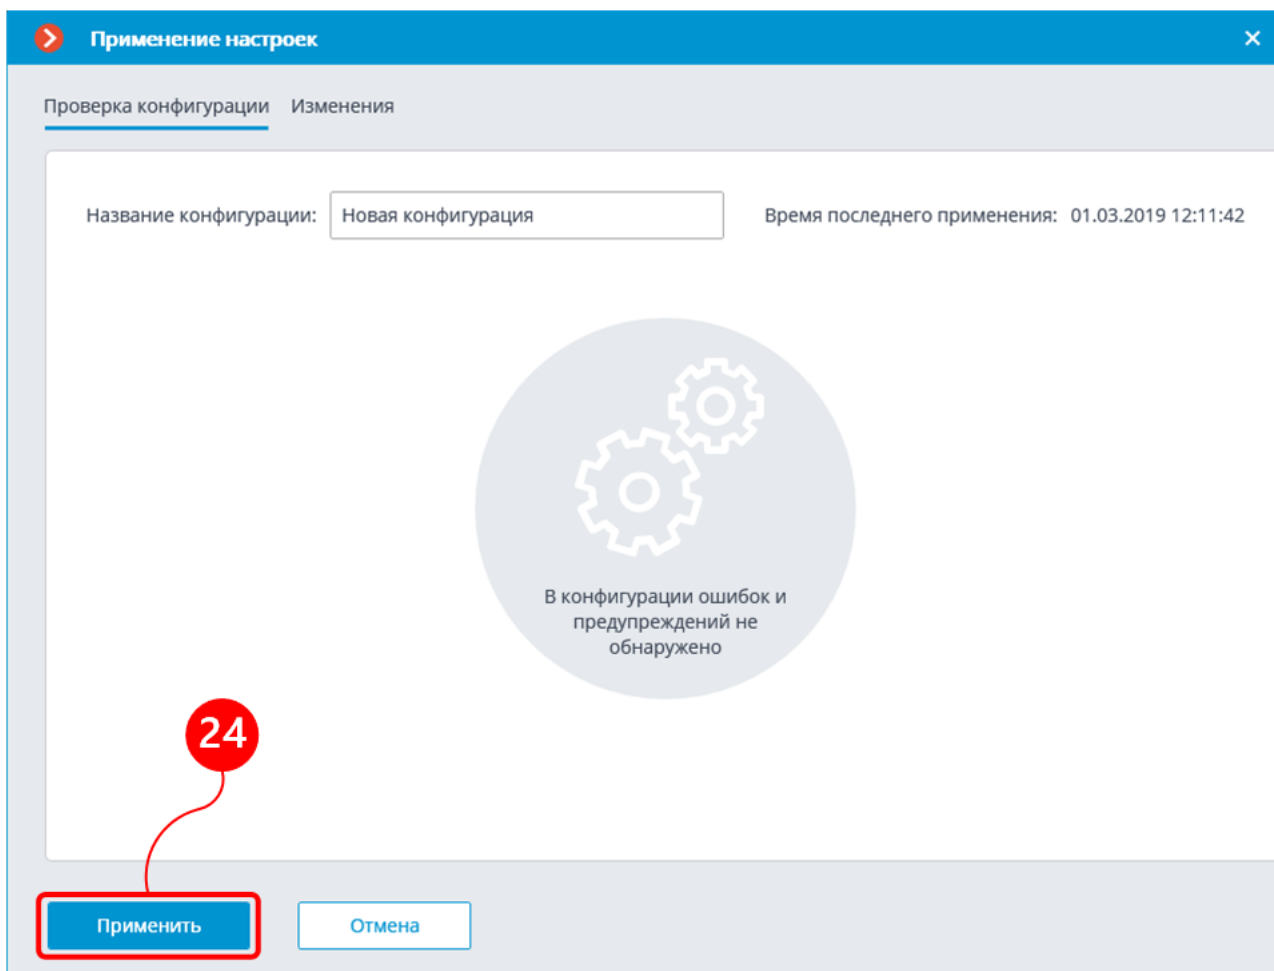 Применение настроек
Проверка конфигурации Изменения
Название конфигурации: Новая конфигурация Время последнего применения: 01.03.2019 12:11:42
В конфигурации ошибок и
предупреждений не
обнаружено
24
Применить Отмена